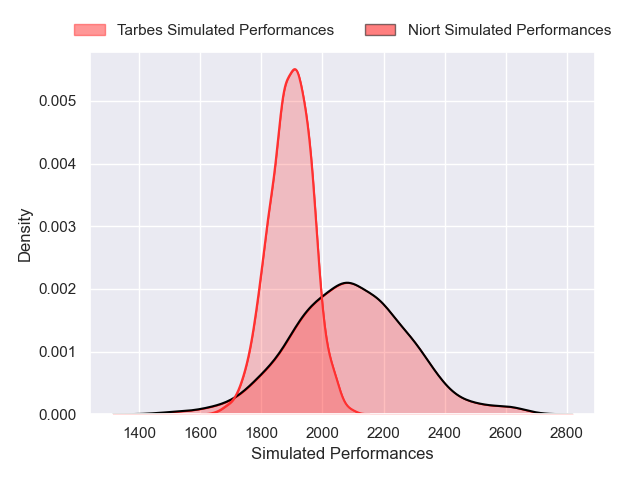 Tarbes Simulated Performances
Niort Simulated Performances
Density
0.005
0.004
0.003
0.002
0.001
0.000
1400 1600 1800 2000 2200 2400 2600 2800
Simulated Performances